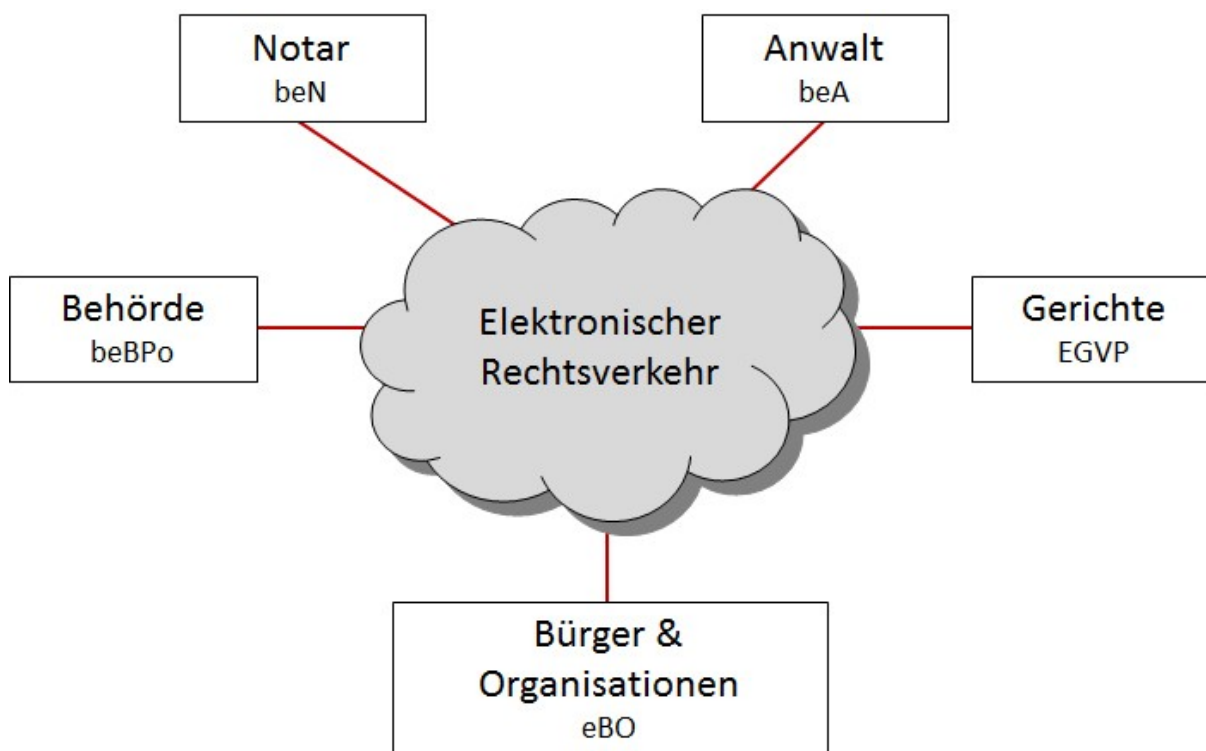 Notar
beN
Anwalt
beA
Elektronischer
Rechtsverkehr
Behörde
beBPo
Gerichte
EGVP
Bürger &
Organisationen
eBO